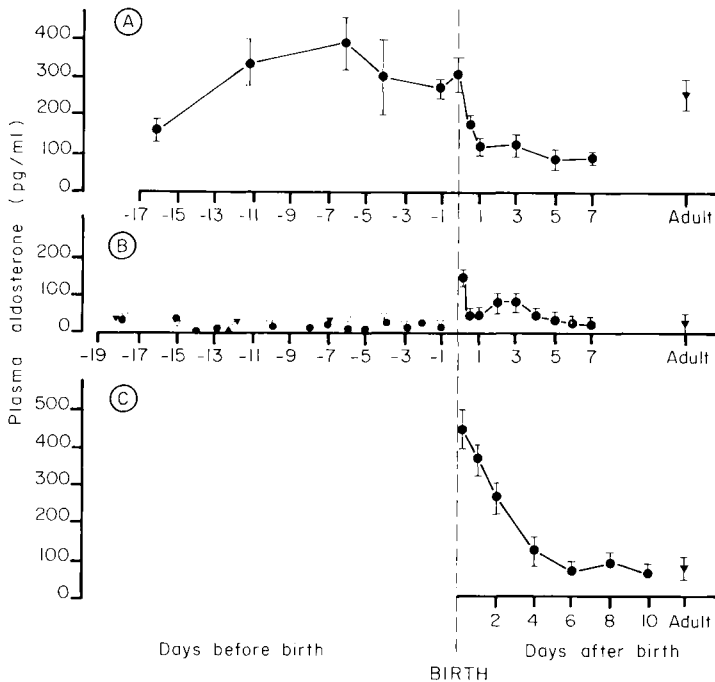 Plasma aldosterone (pg/ml)
A
400
300
200
100
0
-17 -15 -13 -11 -9 -7 -5 -3 -1 1 3 5 7 Adult
B
200
100
0
-19 -17 -15 -13 -11 -9 -7 -5 -3 -1 1 3 5 7 Adult
C
500
400
300
200
100
0
2 4 6 8 10 Adult
Days before birth
Days after birth
BIRTH